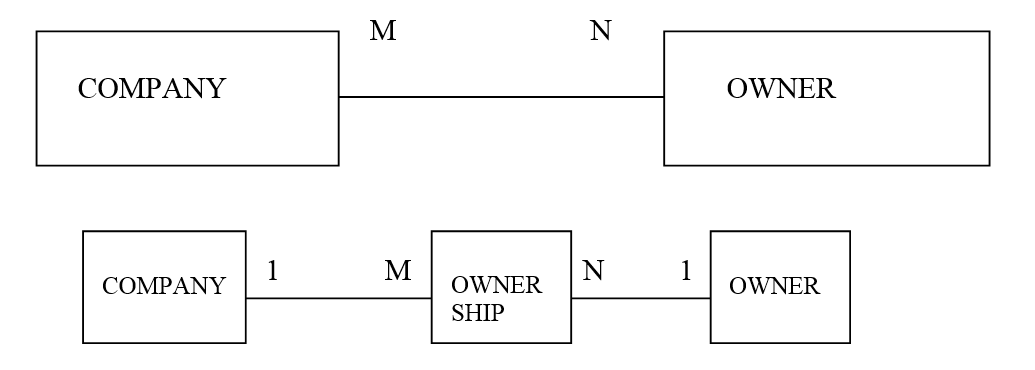 M N
COMPANY OWNER
COMPANY 1 M OWNER N 1 OWNER
SHIP